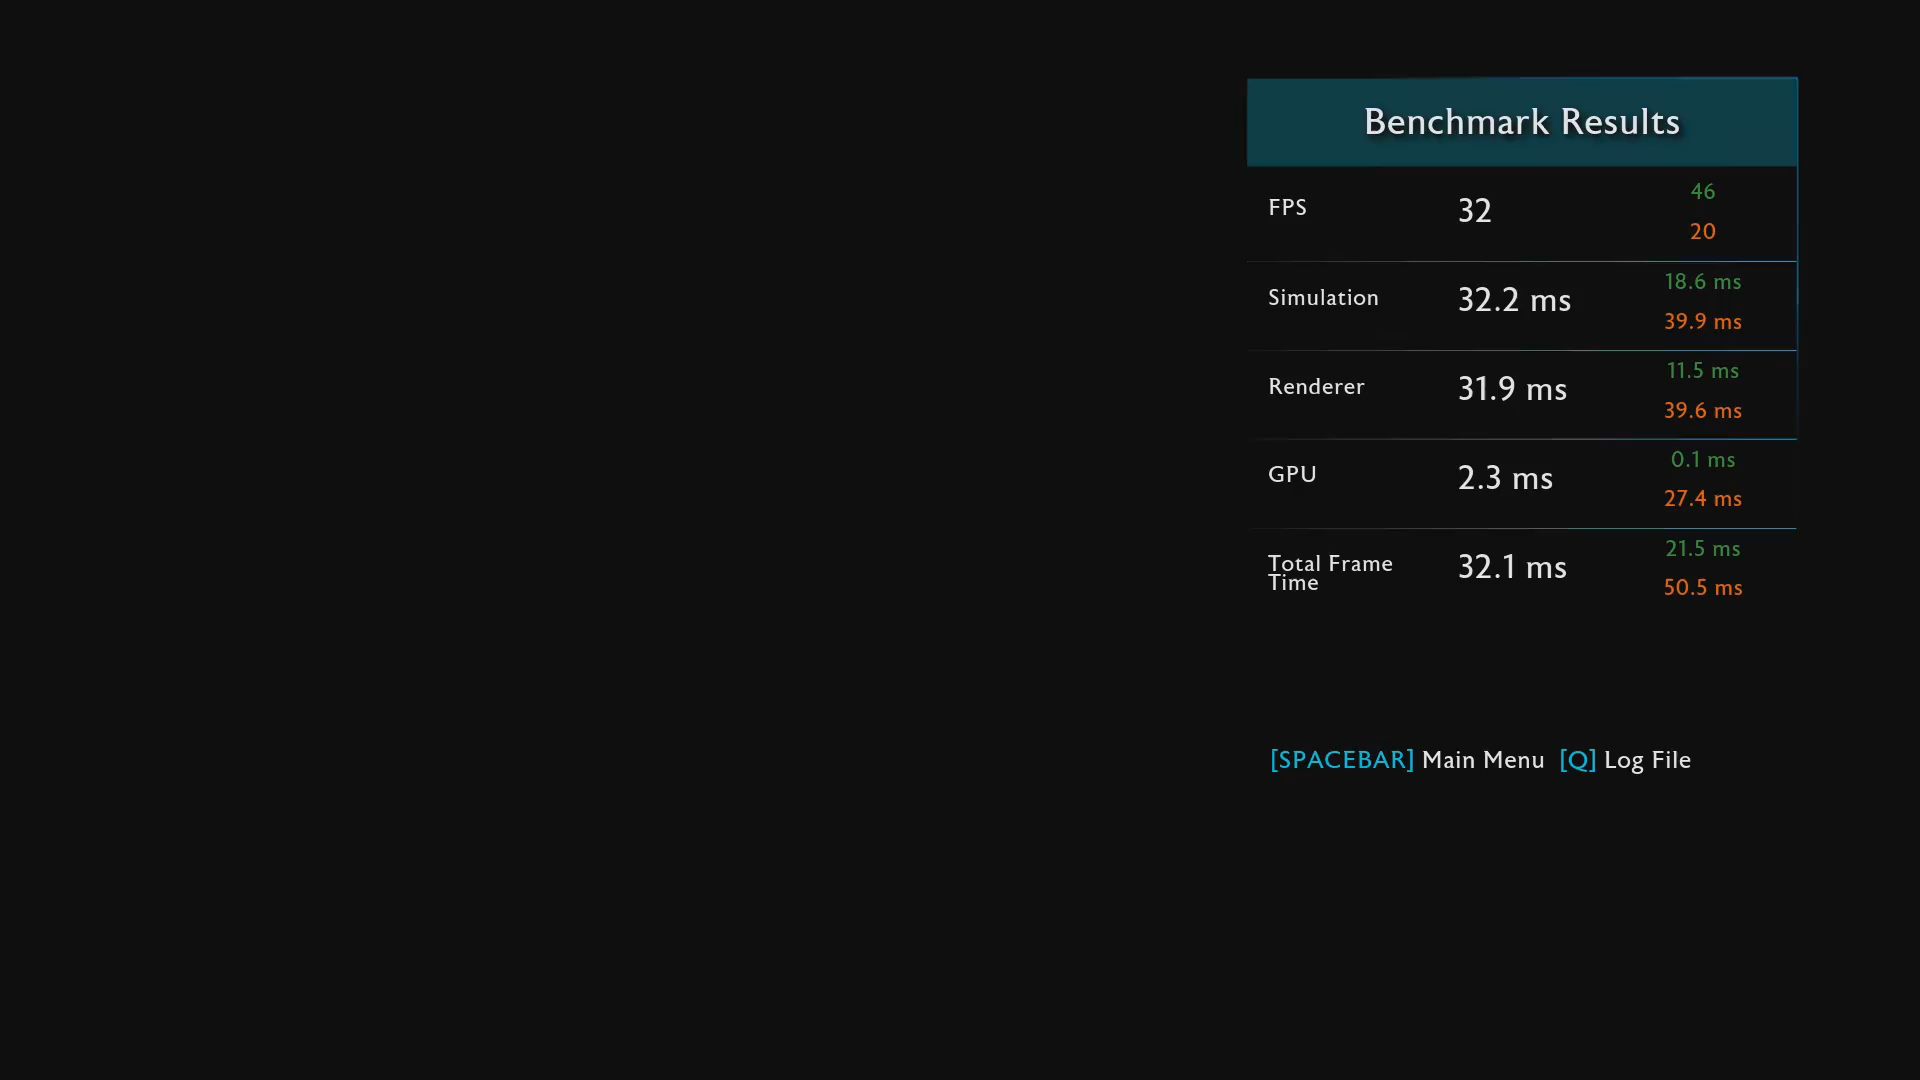 Benchmark Results
FPS 32 46
20
Simulation 32.2 ms 18.6 ms
39.9 ms
Renderer 31.9 ms 11.5 ms
39.6 ms
GPU 2.3 ms 0.1 ms
27.4 ms
Total Frame
Time 32.1 ms 21.5 ms
50.5 ms
[SPACEBAR] Main Menu [Q] Log File